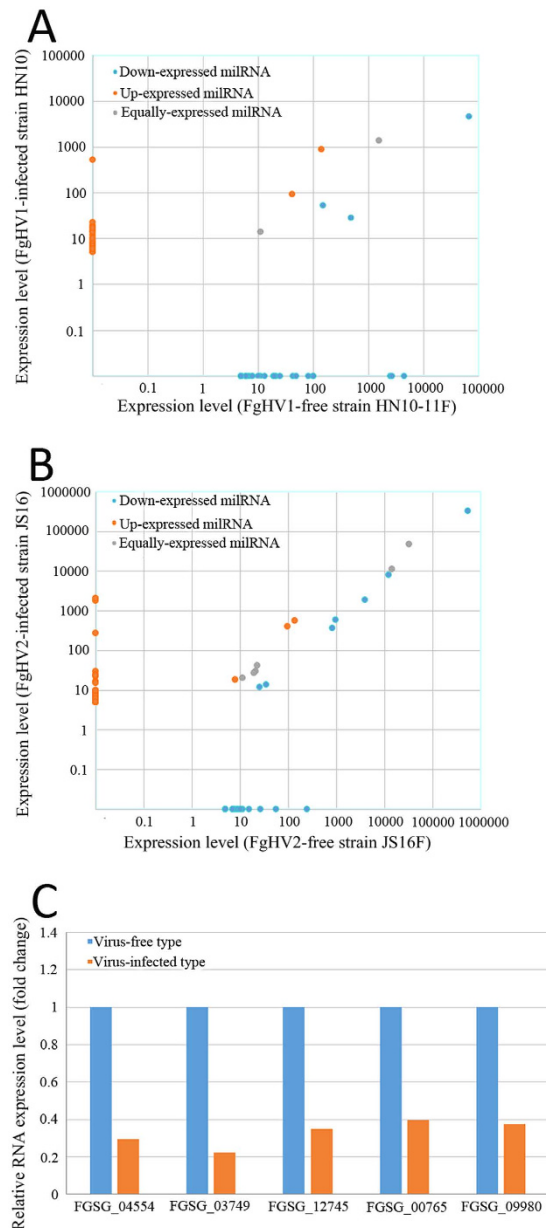 A
Expression level (FgHV1-infected strain HN10)
100000
10000
1000
100
10
1
0.1
Down-expressed milRNA
Up-expressed milRNA
Equally-expressed milRNA
0.1 1 10 100 1000 10000 100000
Expression level (FgHV1-free strain HN10-11F)
B
Expression level (FgHV2-infected strain JS16)
1000000
100000
10000
1000
100
10
1
0.1
Down-expressed milRNA
Up-expressed milRNA
Equally-expressed milRNA
0.1 1 10 100 1000 10000 100000 1000000
Expression level (FgHV2-free strain JS16F)
C
Relative RNA expression level (fold change)
1.4
1.2
1
0.8
0.6
0.4
0.2
0
Virus-free type
Virus-infected type
FGSG_04554 FGSG_03749 FGSG_12745 FGSG_00765 FGSG_09980